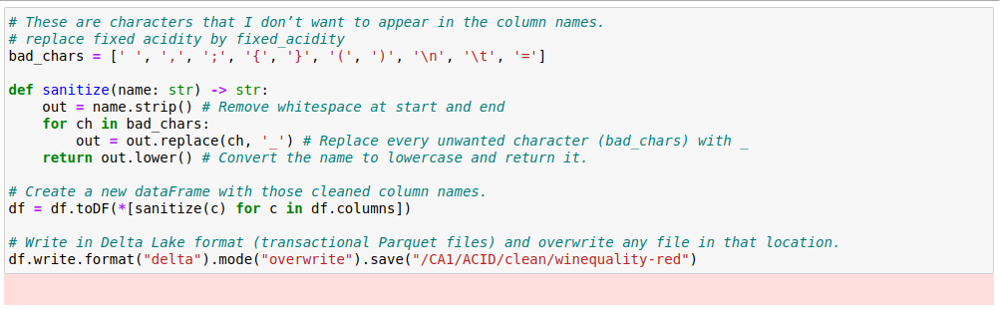 # These are characters that I don’t want to appear in the column names.
# replace fixed acidity by fixed_acidity
bad_chars = [' ', ',', ';', '{', '}', '(', ')', '\n', '\t', '=']

def sanitize(name: str) -> str:
    out = name.strip() # Remove whitespace at start and end
    for ch in bad_chars:
        out = out.replace(ch, '_') # Replace every unwanted character (bad_chars) with _
    return out.lower() # Convert the name to lowercase and return it.

# Create a new dataFrame with those cleaned column names.
df = df.toDF(*[sanitize(c) for c in df.columns])

# Write in Delta Lake format (transactional Parquet files) and overwrite any file in that location.
df.write.format("delta").mode("overwrite").save("/CA1/ACID/clean/winequality-red")